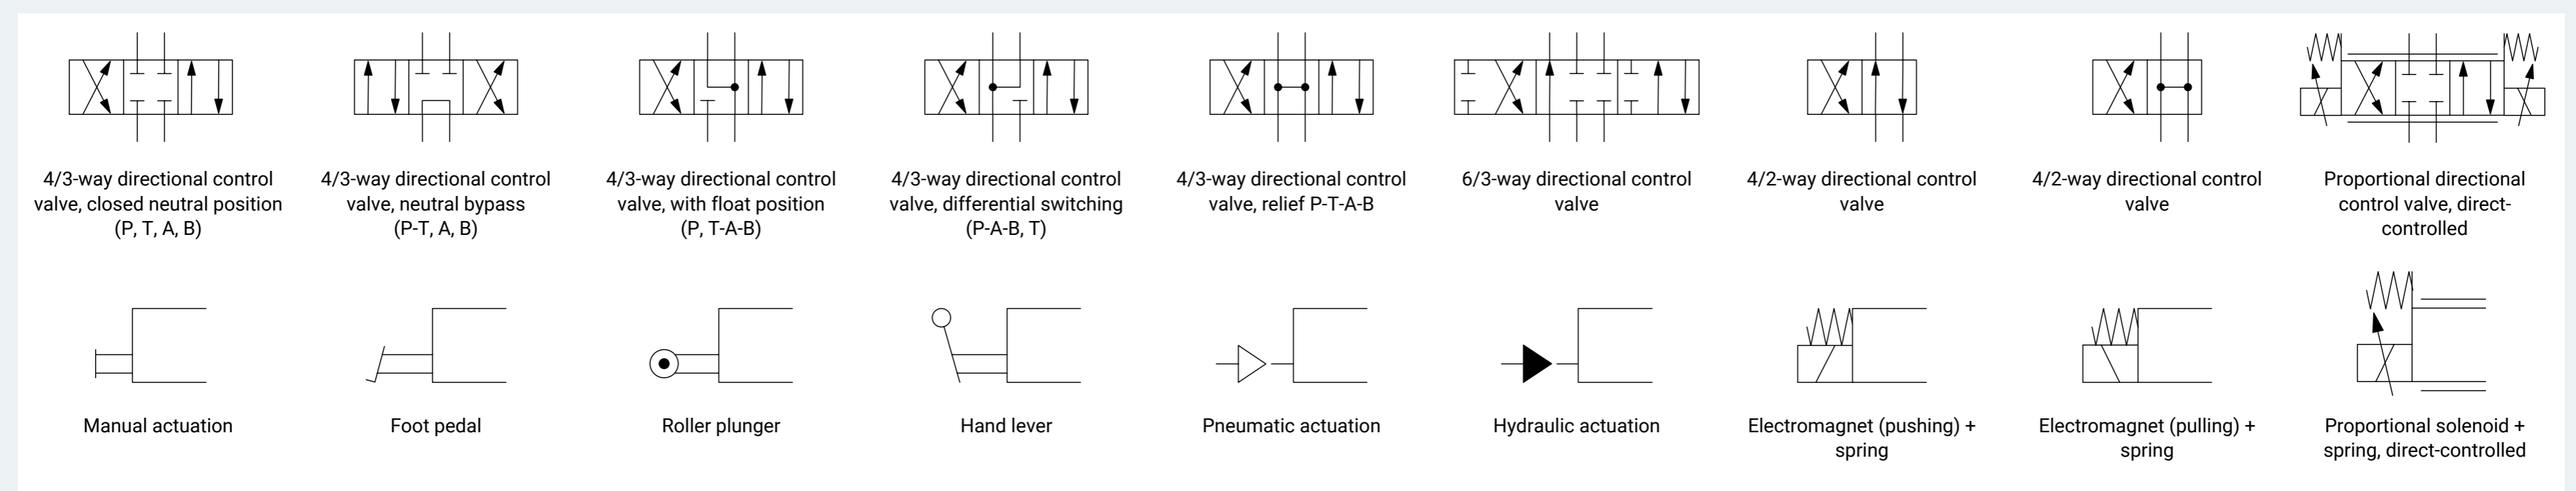 4/3-way directional control
valve, closed neutral position
(P, T, A, B)
4/3-way directional control
valve, neutral bypass
(P-T, A, B)
4/3-way directional control
valve, with float position
(P, T-A-B)
4/3-way directional control
valve, differential switching
(P-A-B, T)
4/3-way directional control
valve, relief P-T-A-B
6/3-way directional control
valve
4/2-way directional control
valve
4/2-way directional control
valve
Proportional directional
control valve, direct-
controlled
Manual actuation
Foot pedal
Roller plunger
Hand lever
Pneumatic actuation
Hydraulic actuation
Electromagnet (pushing) +
spring
Electromagnet (pulling) +
spring
Proportional solenoid +
spring, direct-controlled